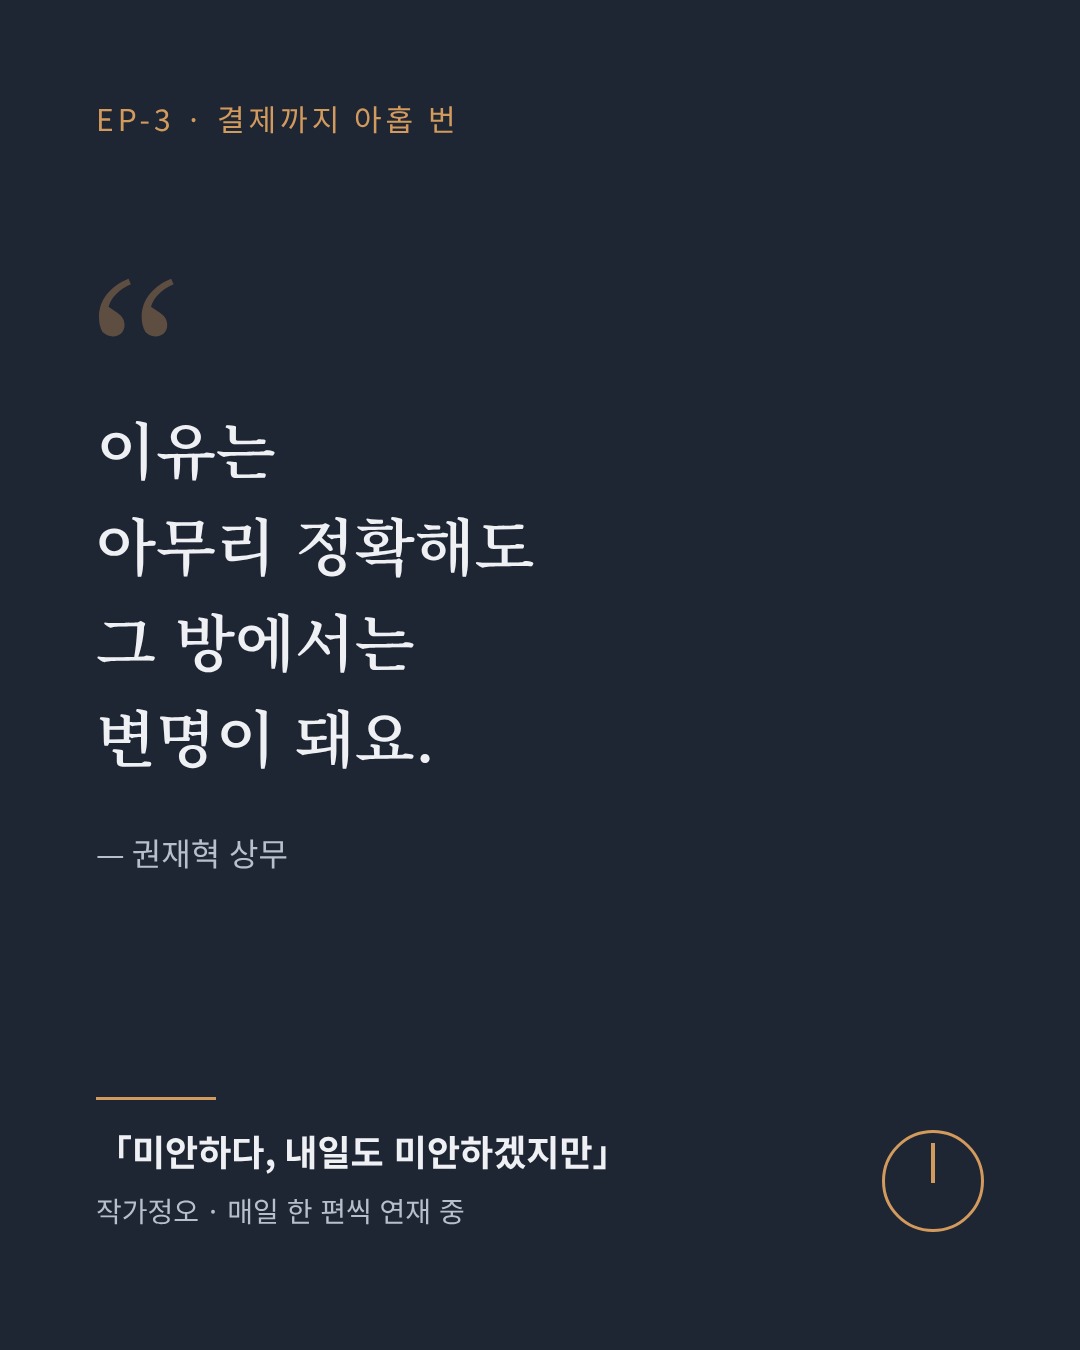 EP-3 · 결제까지 아홉 번
“
이유는
아무리 정확해도
그 방에서는
변명이 돼요.
— 권재혁 상무
「미안하다, 내일도 미안하겠지만」
작가정오 · 매일 한 편씩 연재 중